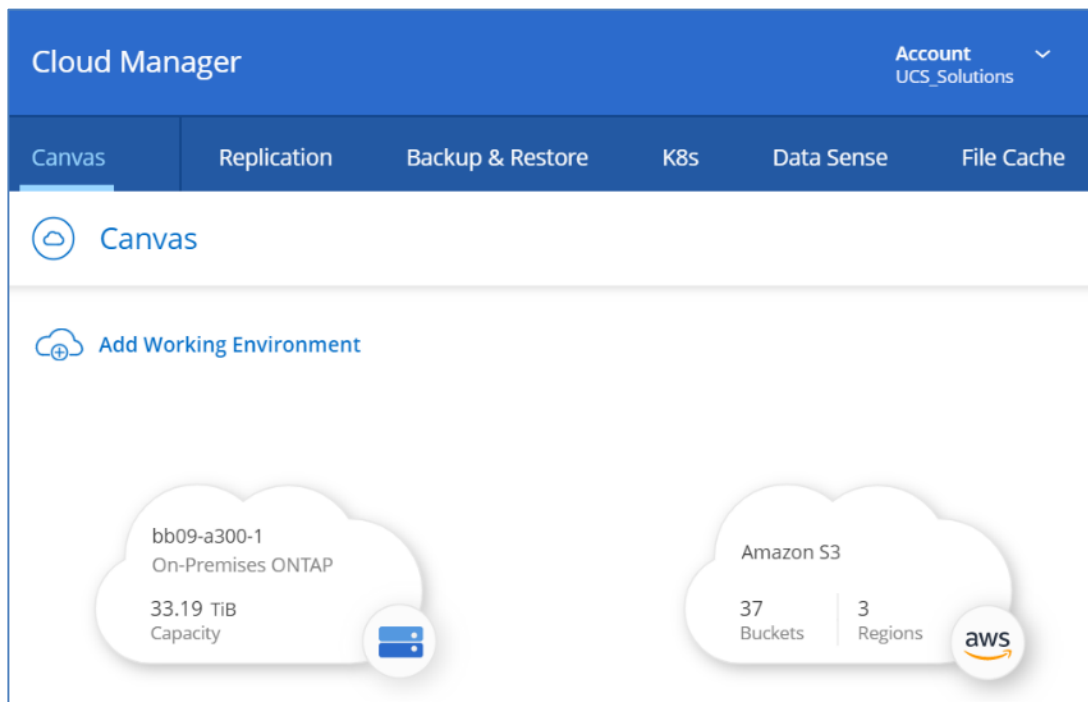 Cloud Manager
Account
UCS_Solutions
Canvas Replication Backup & Restore K8s Data Sense File Cache
Canvas
Add Working Environment
bb09-a300-1
On-Premises ONTAP
33.19 TiB
Capacity
Amazon S3
37 3
Buckets Regions
aws